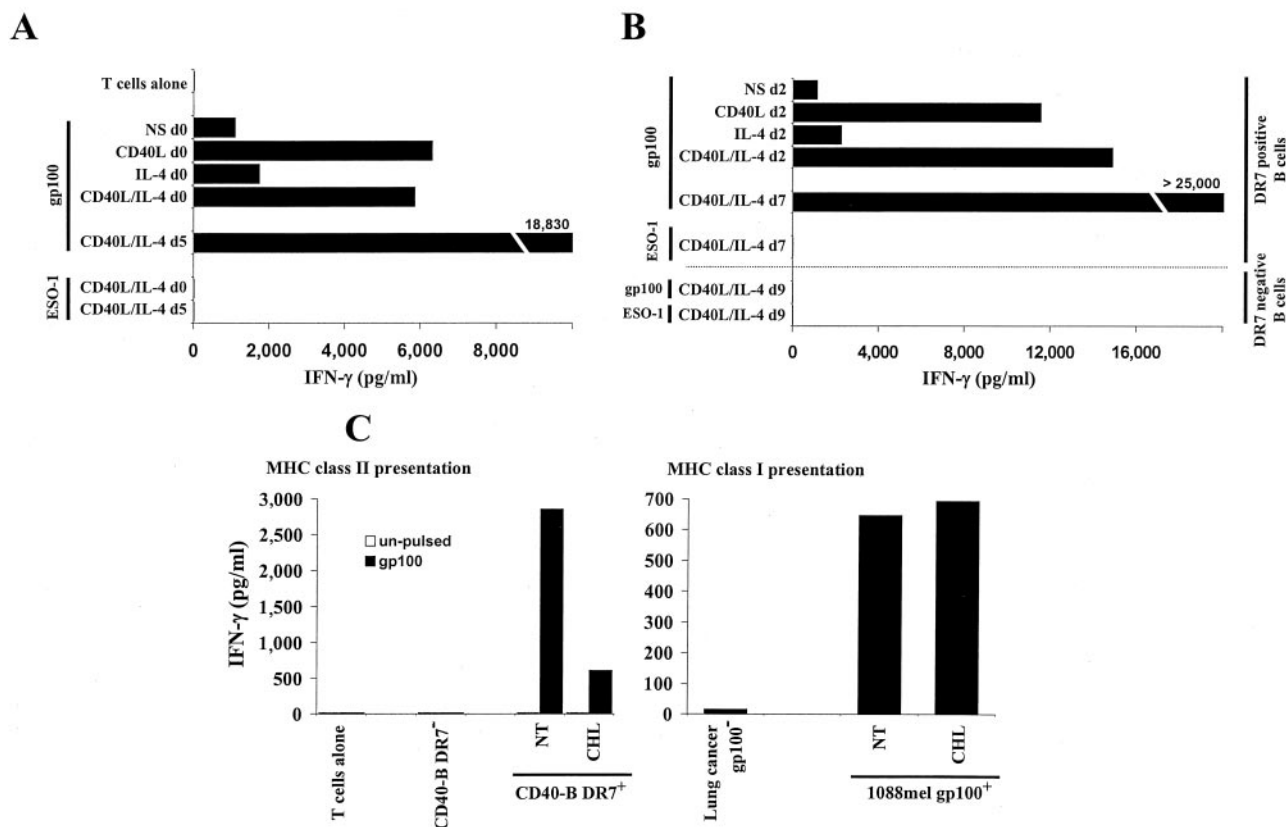 A
T cells alone
gp100
NS d0
CD40L d0
IL-4 d0
CD40L/IL-4 d0
CD40L/IL-4 d5
18,830
ESO-1
CD40L/IL-4 d0
CD40L/IL-4 d5
0 2,000 4,000 6,000 8,000
IFN-γ (pg/ml)
B
gp100
NS d2
CD40L d2
IL-4 d2
CD40L/IL-4 d2
CD40L/IL-4 d7
> 25,000
ESO-1
CD40L/IL-4 d7
DR7 positive
B cells
gp100
CD40L/IL-4 d9
ESO-1
CD40L/IL-4 d9
DR7 negative
B cells
0 4,000 8,000 12,000 16,000
IFN-γ (pg/ml)
C
MHC class II presentation
IFN-γ (pg/ml)
3,000
2,500
2,000
1,500
1,000
500
0
un-pulsed
gp100
T cells alone
CD40-B DR7⁻
NT
CHL
CD40-B DR7⁺
MHC class I presentation
700
600
500
400
300
200
100
0
Lung cancer
gp100⁻
NT
CHL
1088mel gp100⁺